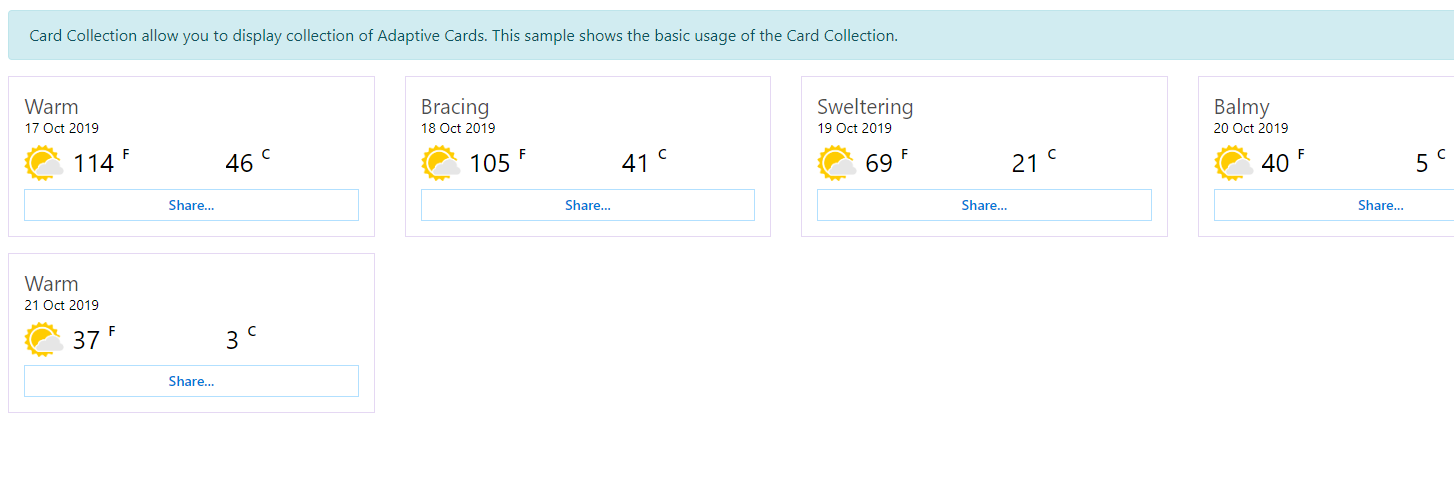 Card Collection allow you to display collection of Adaptive Cards. This sample shows the basic usage of the Card Collection.
Warm
17 Oct 2019
114 F 46 C
Share...
Bracing
18 Oct 2019
105 F 41 C
Share...
Sweltering
19 Oct 2019
69 F 21 C
Share...
Balmy
20 Oct 2019
40 F 5 C
Share...
Warm
21 Oct 2019
37 F 3 C
Share...